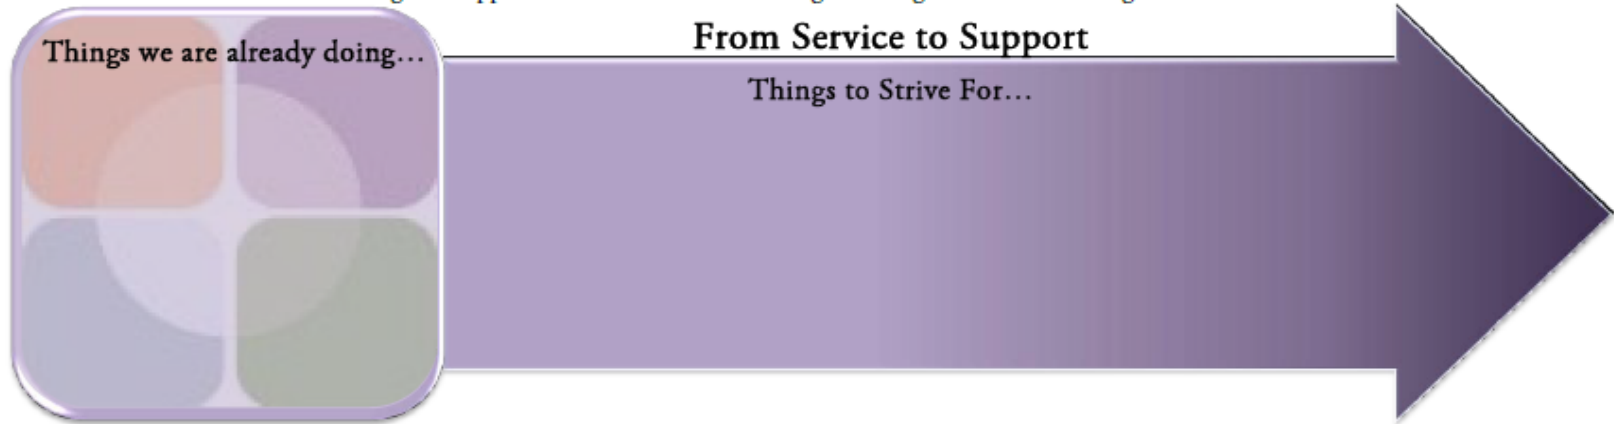 Things we are already doing...
From Service to Support
Things to Strive For...